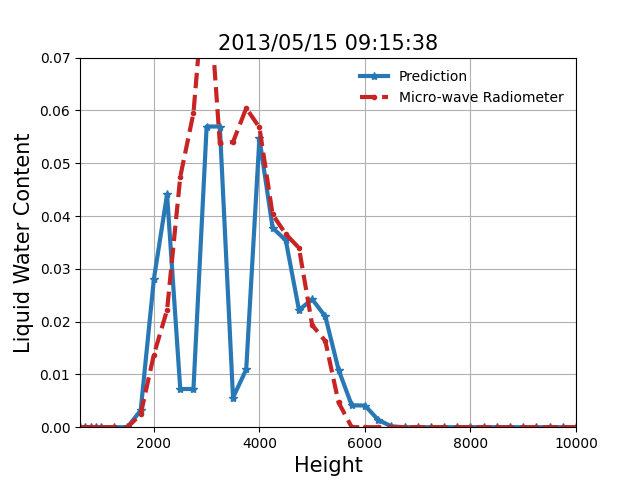 2013/05/15 09:15:38
0.07
0.06
0.05
0.04
0.03
0.02
0.01
0.00
Liquid Water Content
Prediction
Micro-wave Radiometer
2000 4000 6000 8000 10000
Height